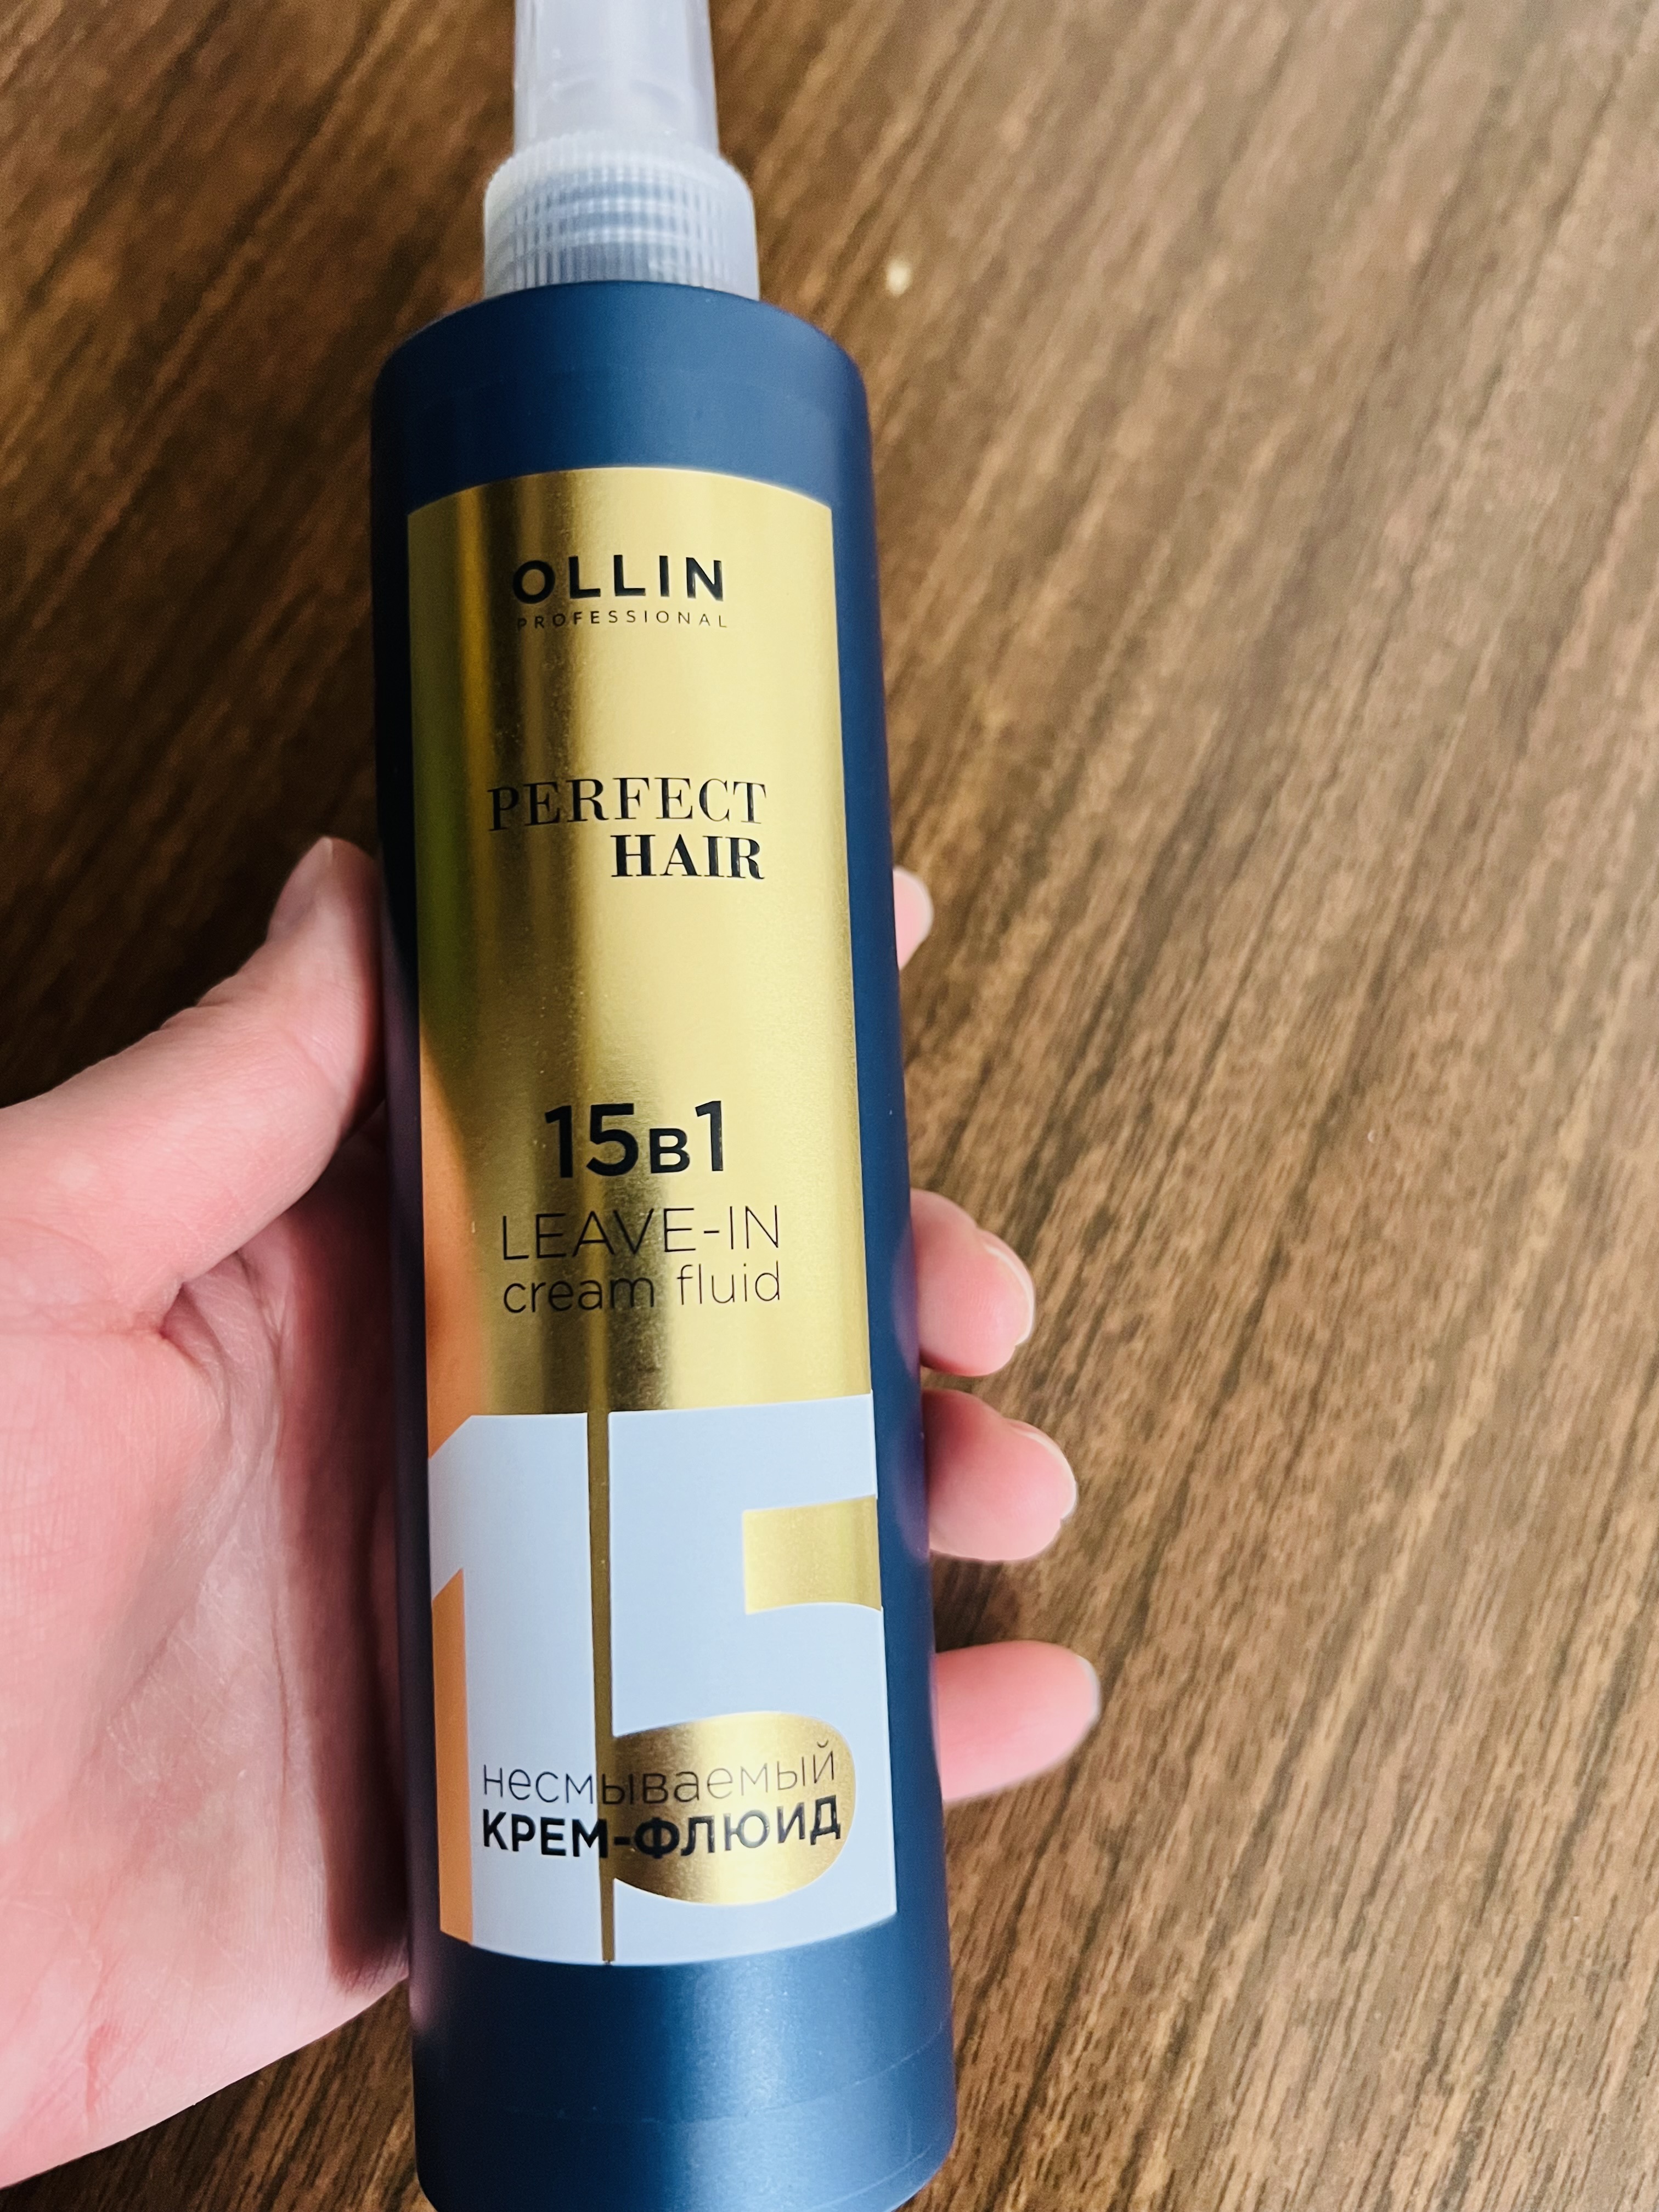 OLLIN
PROFESSIONAL
PERFECT
HAIR
15в1
LEAVE-IN
cream fluid
15
несмываемый
КРЕМ-ФЛЮИД